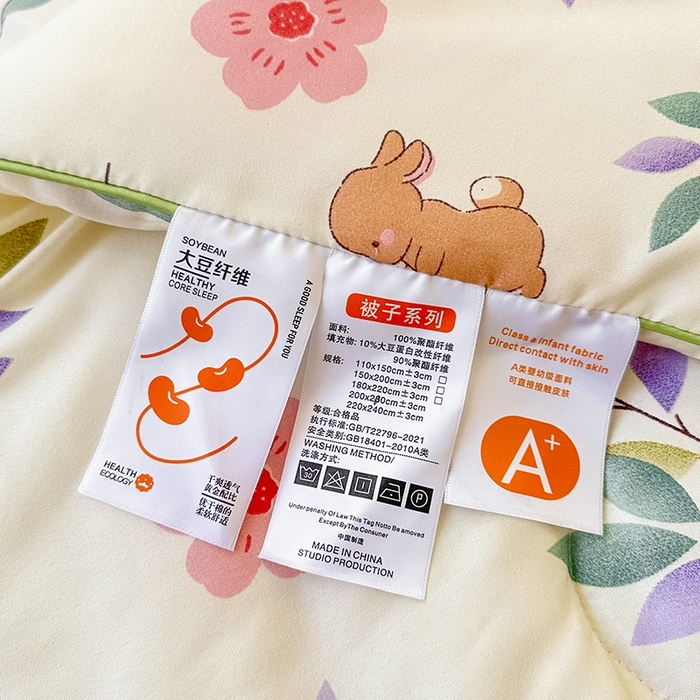 SOYBEAN
大豆纤维
HEALTHY
CORE SLEEP
A GOOD SLEEP FOR YOU
HEALTH
ECOLOGY
干爽透气
黄金配比
优于棉的
柔软舒适
被子系列
面料: 100%聚酯纤维
填充物: 10%大豆蛋白改性纤维
90%聚酯纤维
规格: 110x150cm±3cm
150x200cm±3cm
180x220cm±3cm
200x230cm±3cm
220x240cm±3cm
等级:合格品
执行标准:GB/T22796-2021
安全类别:GB18401-2010A类
WASHING METHOD/
洗涤方式:
30
P
Under penalty Of Law This Tag Notto Be amoved
Except By The Consuner
中国制造
MADE IN CHINA
STUDIO PRODUCTION
Class a infant fabric
Direct contact with skin
A类婴幼级面料
可直接接触皮肤
A+